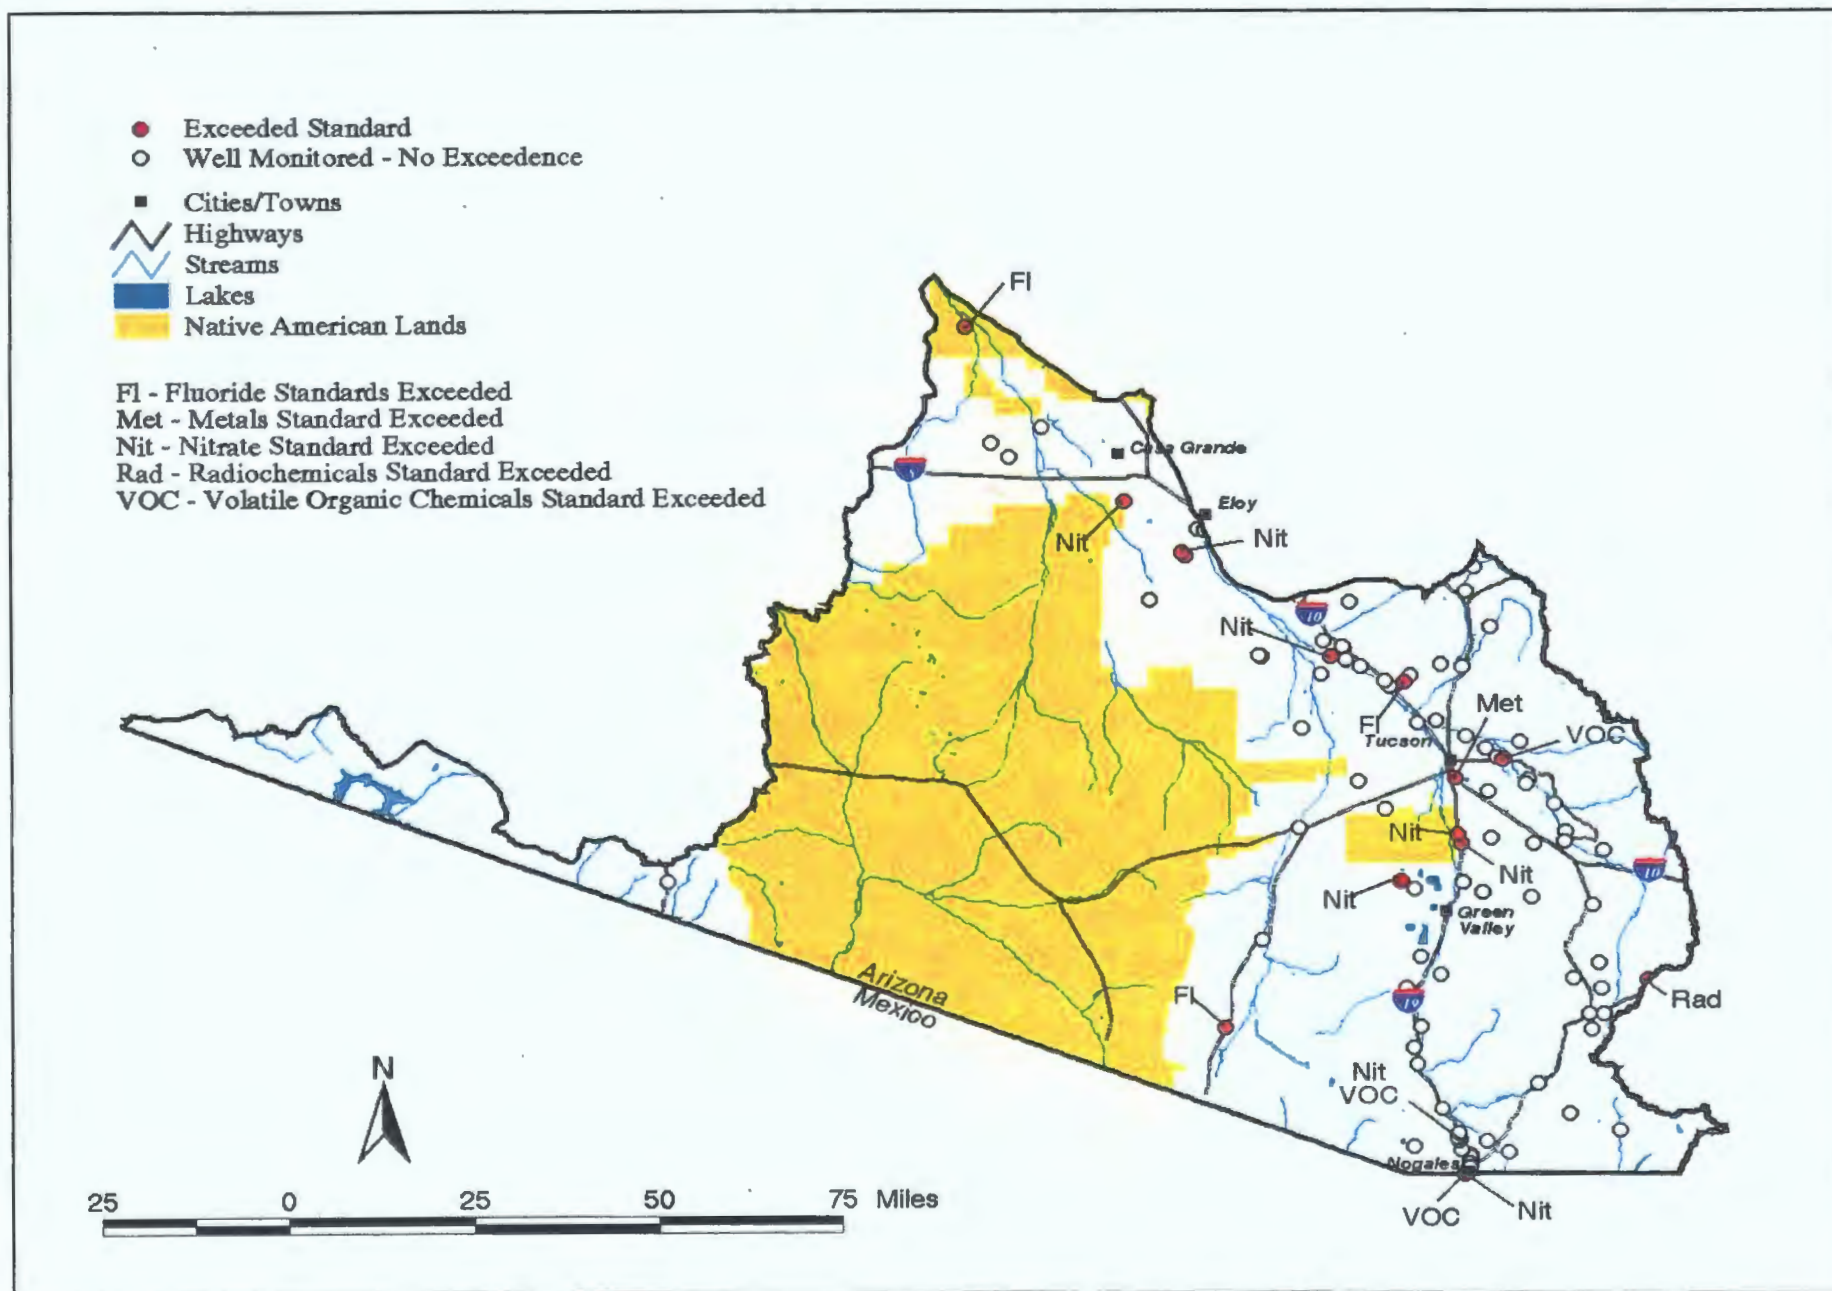 Exceeded Standard
Well Monitored - No Exceedence
Cities/Towns
Highways
Streams
Lakes
Native American Lands
Fl - Fluoride Standards Exceeded
Met - Metals Standard Exceeded
Nit - Nitrate Standard Exceeded
Rad - Radiochemicals Standard Exceeded
VOC - Volatile Organic Chemicals Standard Exceeded
Fl
Casa Grande
Eloy
Nit
Nit
10
Nit
Met
Fl
Tucson
VOC
Nit
Nit
10
Nit
Green
Valley
Arizona
Mexico
Fl
19
Rad
Nit
VOC
Nogales
VOC
Nit
N
25 0 25 50 75 Miles